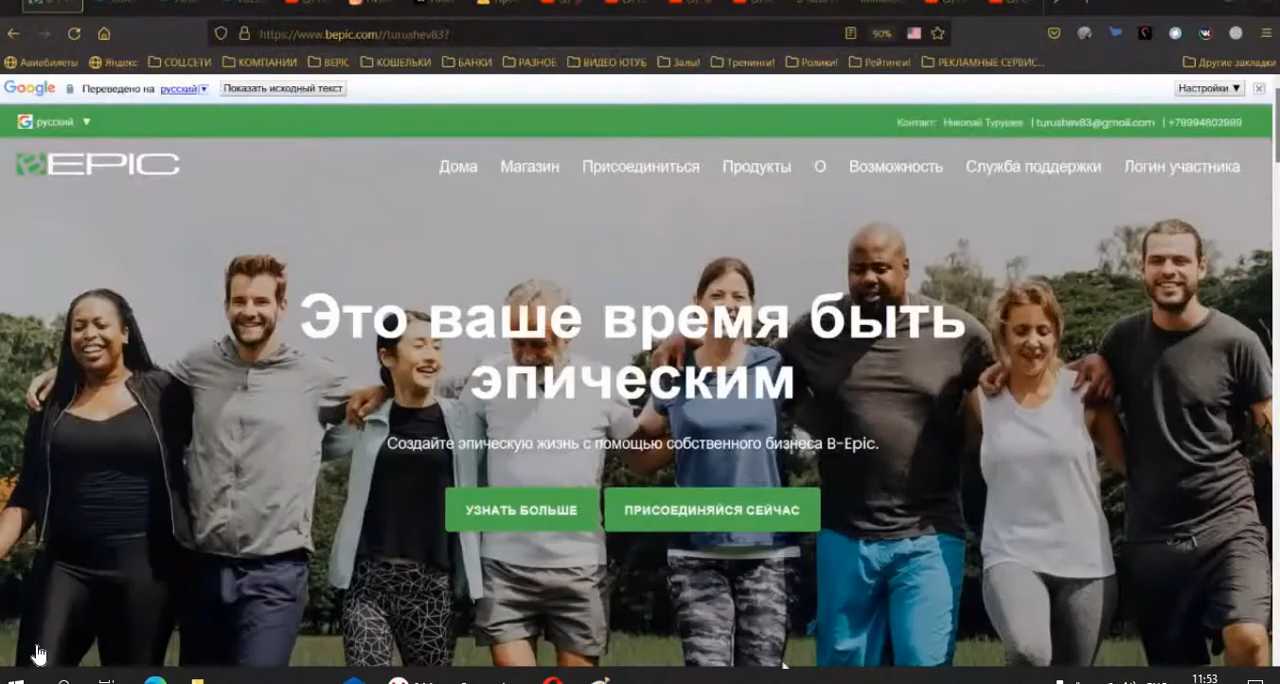 https://www.bepic.com//turushev83?
90%
Авиабилеты Яндекс СОЦ.СЕТИ КОМПАНИИ BEPIC КОШЕЛЬКИ БАНКИ РАЗНОЕ ВИДЕО ЮТУБ Залы! Тренинги! Ролики! Рейтинги! РЕКЛАМНЫЕ СЕРВИС... Другие закладки
Google Переведено на русский Показать исходный текст Настройки ▼
русский ▼ Контакт: Николай Турушев | turushev83@gmail.com | +79994802989
BEPIC Дома Магазин Присоединиться Продукты О Возможность Служба поддержки Логин участника
Это ваше время быть
эпическим
Создайте эпическую жизнь с помощью собственного бизнеса B-Epic.
УЗНАТЬ БОЛЬШЕ ПРИСОЕДИНЯЙСЯ СЕЙЧАС
11:53